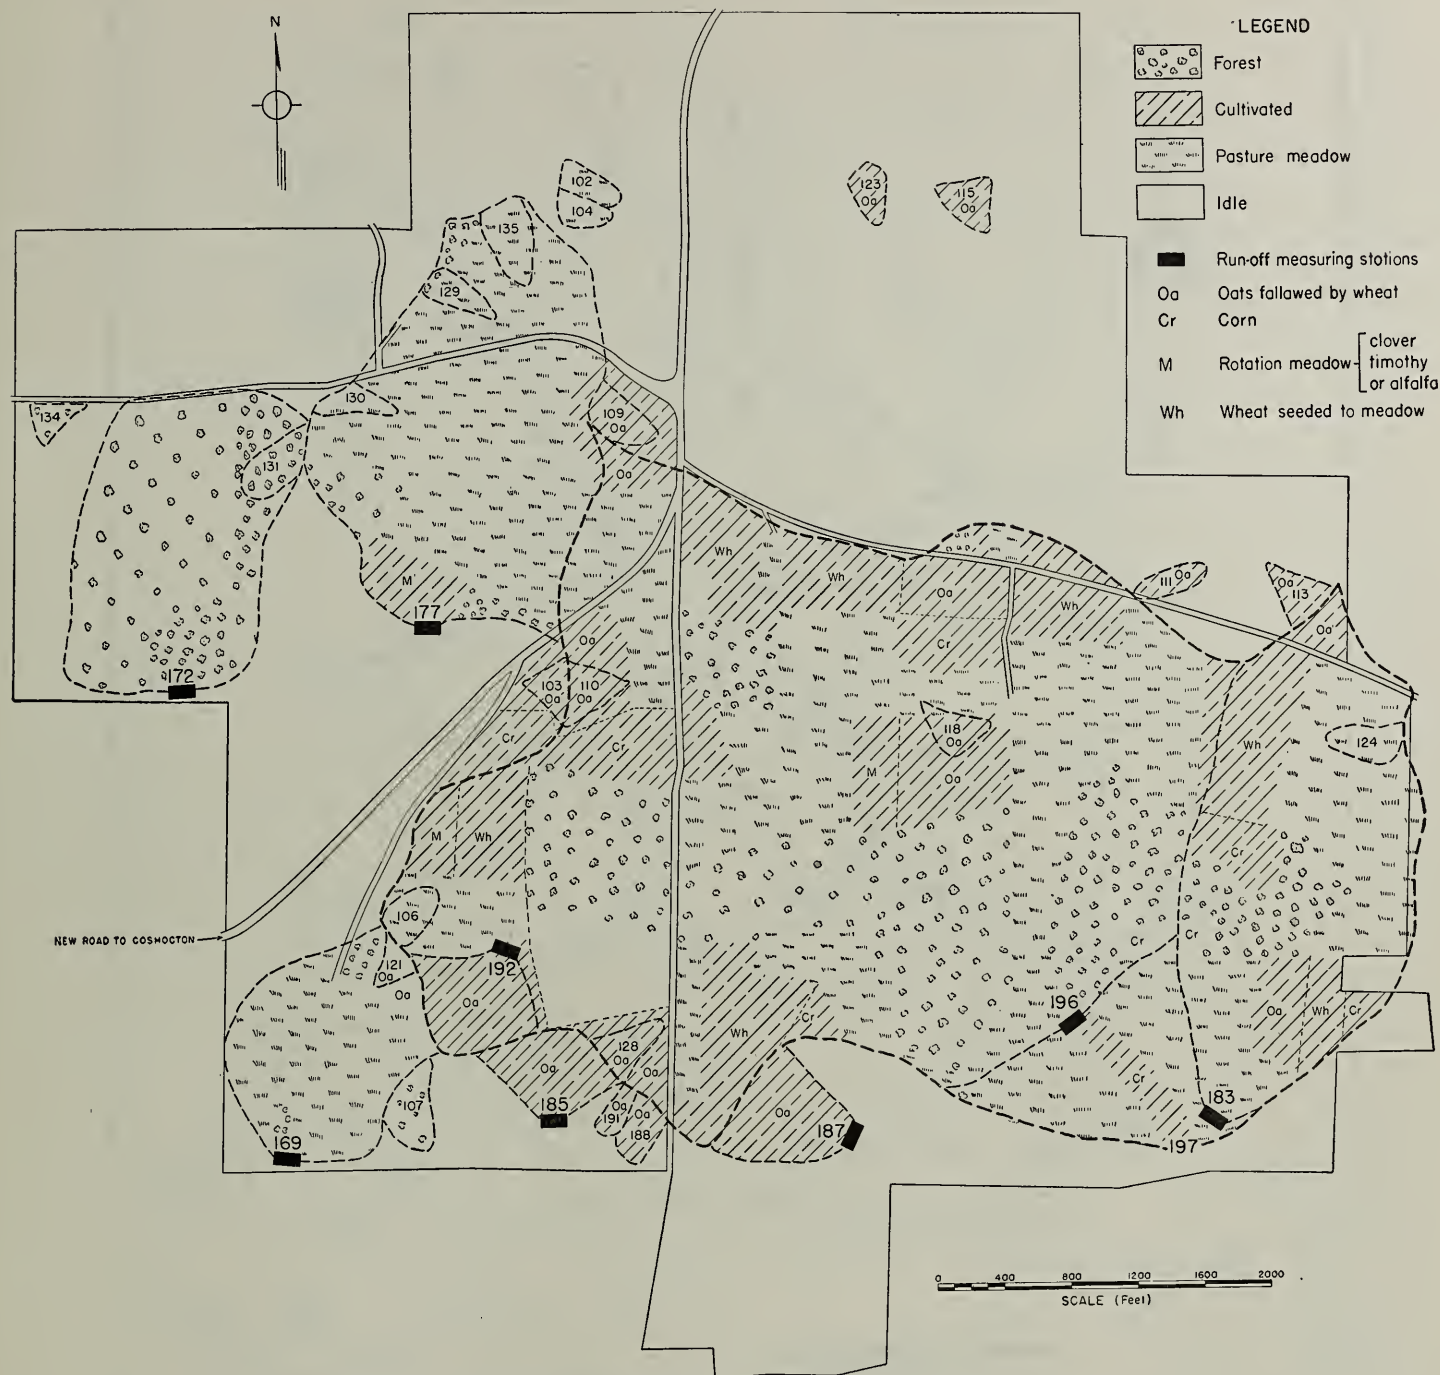 N
LEGEND
Forest
Cultivated
Pasture meadow
Idle
Run-off measuring stotions
Oa Oats fallawed by wheat
Cr Corn
M Rotation meadow
clover
timothy
or alfalfa
Wh Wheat seeded to meadow
102
104
123
Oa
115
Oa
135
129
134
130
109
Oa
Oa
131
M
177
172
Wh
Wh
Oa
Cr
Wh
111 Oa
Oa
113
Oa
Oa
103
Oa
110
Oa
Cr
Cr
118
Oa
M
Oa
Wh
124
M
Wh
Cr
106
NEW ROAD TO COSHOCTON
192
121
Oa
Oa
Oa
Cr
Cr
196
Wh
Cr
Oa
Wh
Cr
128
Oa
Oa
Oa
107
185
Oa
191
Oa
188
Oa
187
Cr
183
197
169
0 400 800 1200 1600 2000
SCALE (Feet)